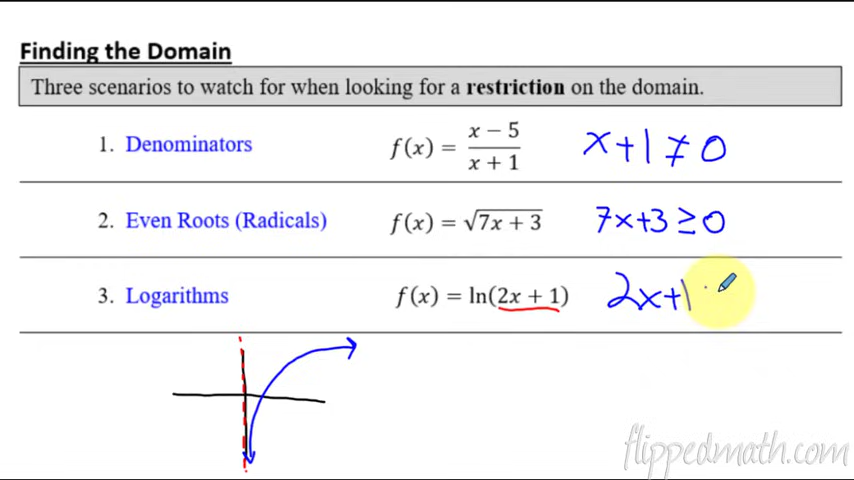 Finding the Domain
Three scenarios to watch for when looking for a restriction on the domain.
1. Denominators f(x) = \frac{x − 5}{x + 1} x+1 ≠ 0
2. Even Roots (Radicals) f(x) = √(7x + 3) 7x+3 ≥ 0
3. Logarithms f(x) = ln(2x + 1) 2x+1
flippedmath.com